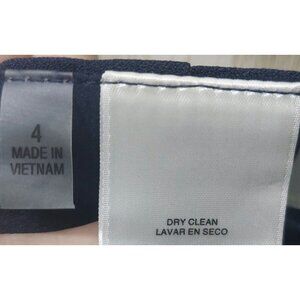 4
MADE IN
VIETNAM
DRY CLEAN
LAVAR EN SECO